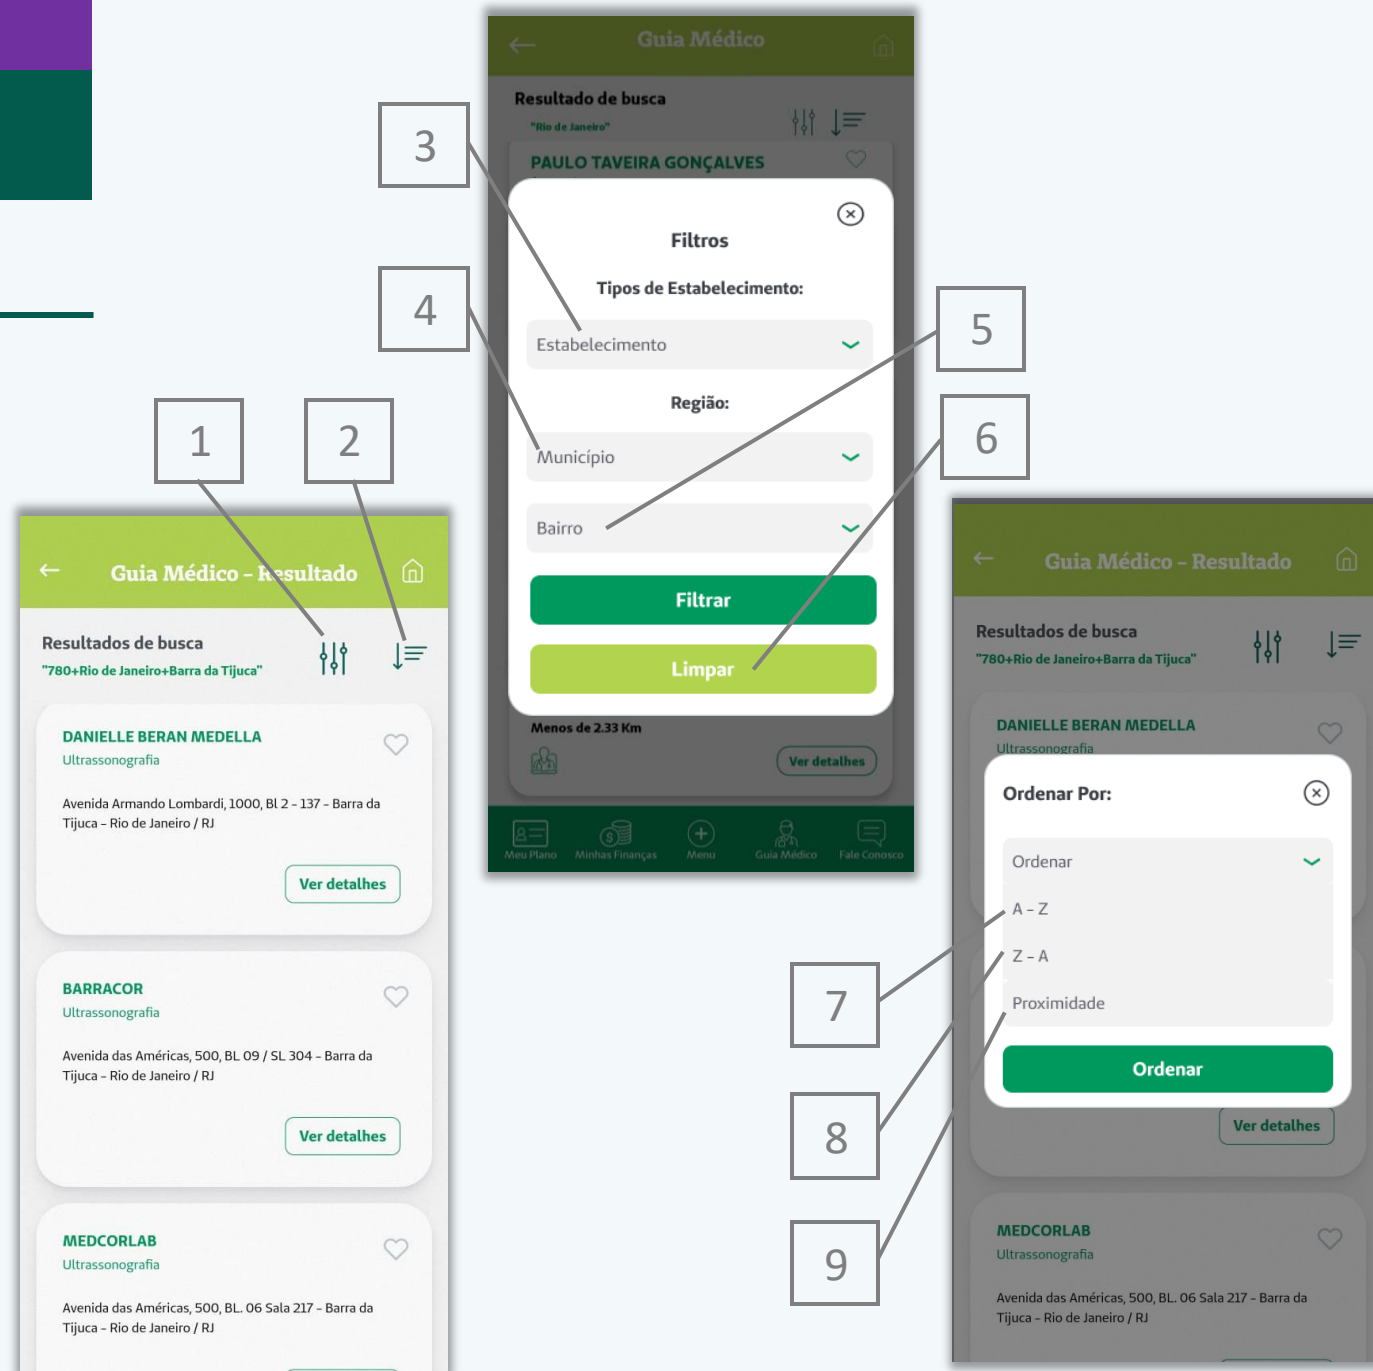 1
2
Guia Médico – Resultado
Resultados de busca
"780+Rio de Janeiro+Barra da Tijuca"
DANIELLE BERAN MEDELLA
Ultrassonografia
Avenida Armando Lombardi, 1000, Bl 2 – 137 – Barra da
Tijuca – Rio de Janeiro / RJ
Ver detalhes
BARRACOR
Ultrassonografia
Avenida das Américas, 500, BL 09 / SL 304 – Barra da
Tijuca – Rio de Janeiro / RJ
Ver detalhes
MEDCORLAB
Ultrassonografia
Avenida das Américas, 500, BL. 06 Sala 217 – Barra da
Tijuca – Rio de Janeiro / RJ
3
4
5
6
Guia Médico
Resultado de busca
"Rio de Janeiro"
PAULO TAVEIRA GONÇALVES
Filtros
Tipos de Estabelecimento:
Estabelecimento
Região:
Município
Bairro
Filtrar
Limpar
Menos de 2.33 Km
Ver detalhes
Meu Plano
Minhas Finanças
Menu
Guia Médico
Fale Conosco
7
8
9
Guia Médico – Resultado
Resultados de busca
"780+Rio de Janeiro+Barra da Tijuca"
DANIELLE BERAN MEDELLA
Ultrassonografia
Ordenar Por:
Ordenar
A – Z
Z – A
Proximidade
Ordenar
Ver detalhes
MEDCORLAB
Ultrassonografia
Avenida das Américas, 500, BL. 06 Sala 217 – Barra da
Tijuca – Rio de Janeiro / RJ